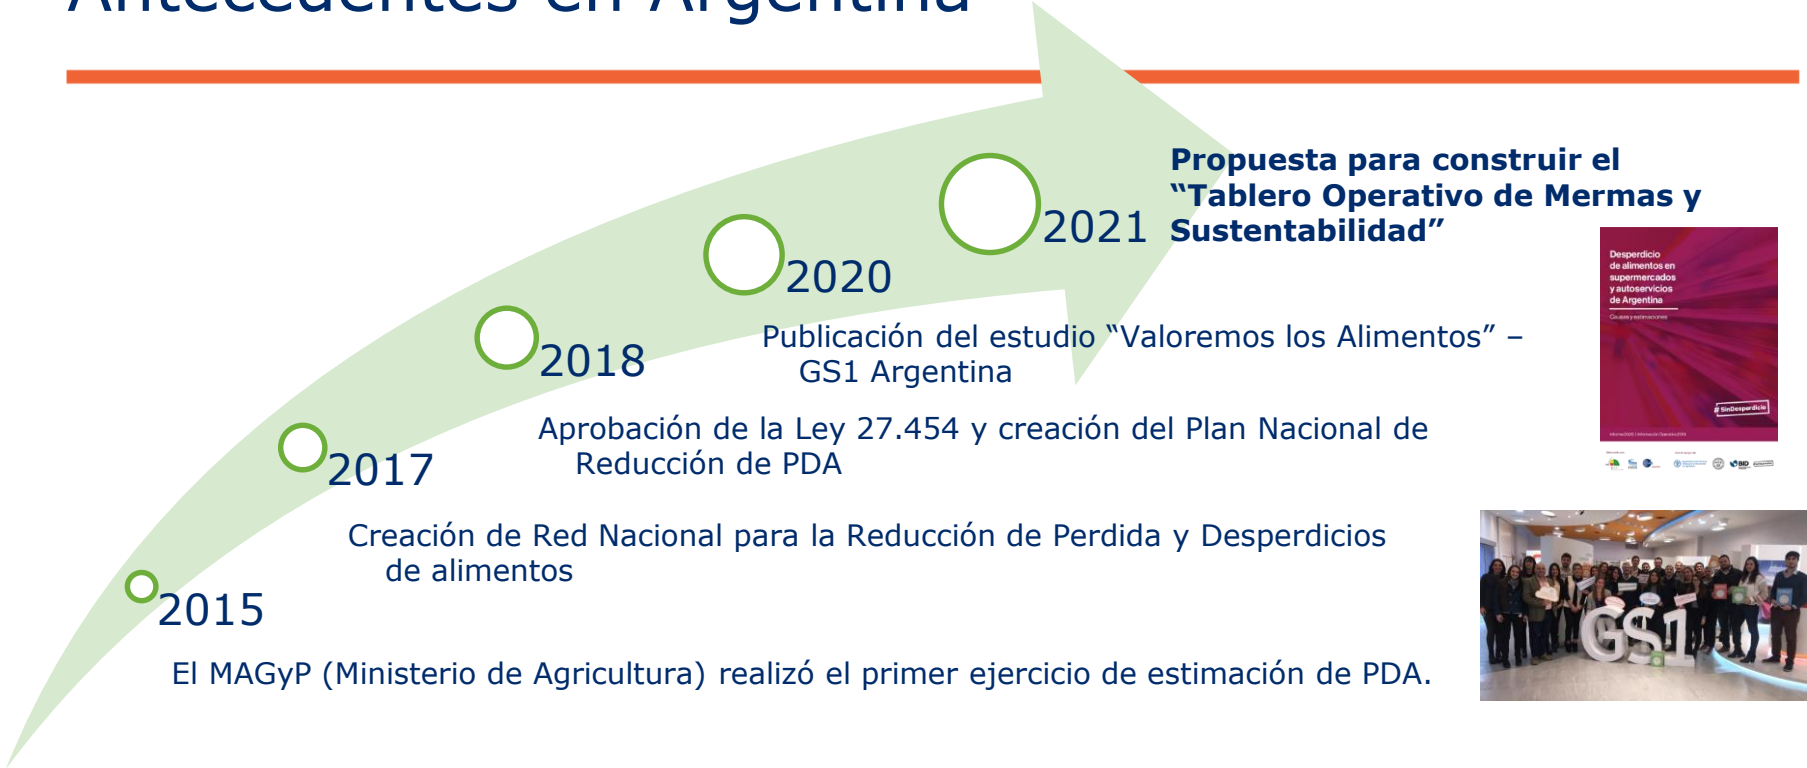 Antecedentes en Argentina
Propuesta para construir el
“Tablero Operativo de Mermas y
Sustentabilidad”
2021
2020
Publicación del estudio “Valoremos los Alimentos” –
GS1 Argentina
2018
Aprobación de la Ley 27.454 y creación del Plan Nacional de
Reducción de PDA
2017
Creación de Red Nacional para la Reducción de Perdida y Desperdicios
de alimentos
2015
El MAGyP (Ministerio de Agricultura) realizó el primer ejercicio de estimación de PDA.
Desperdicio
de alimentos en
supermercados
y autoservicios
de Argentina
Causas y estimaciones
# SinDesperdicio
BID
GS1